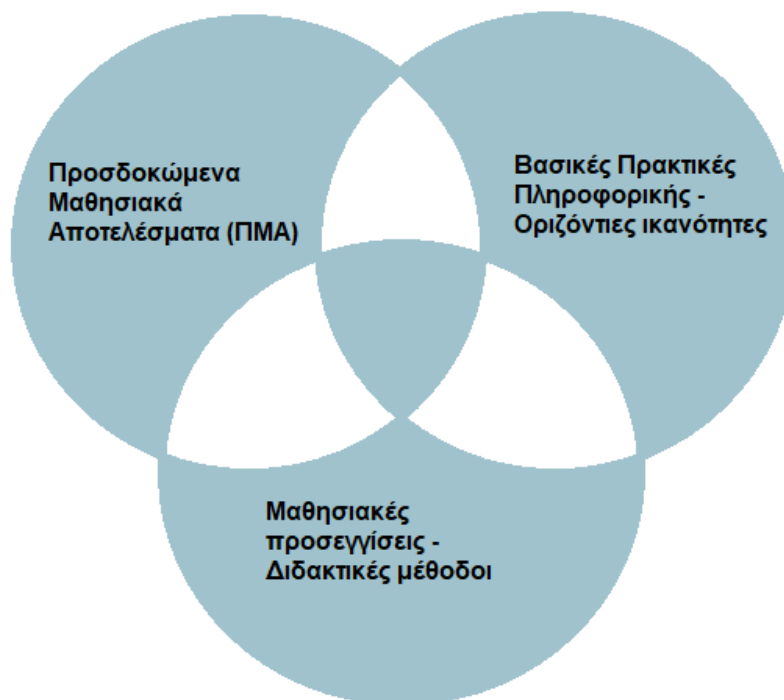 Προσδοκώμενα
Μαθησιακά
Αποτελέσματα (ΠΜΑ)
Βασικές Πρακτικές
Πληροφορικής -
Οριζόντιες ικανότητες
Μαθησιακές
προσεγγίσεις -
Διδακτικές μέθοδοι